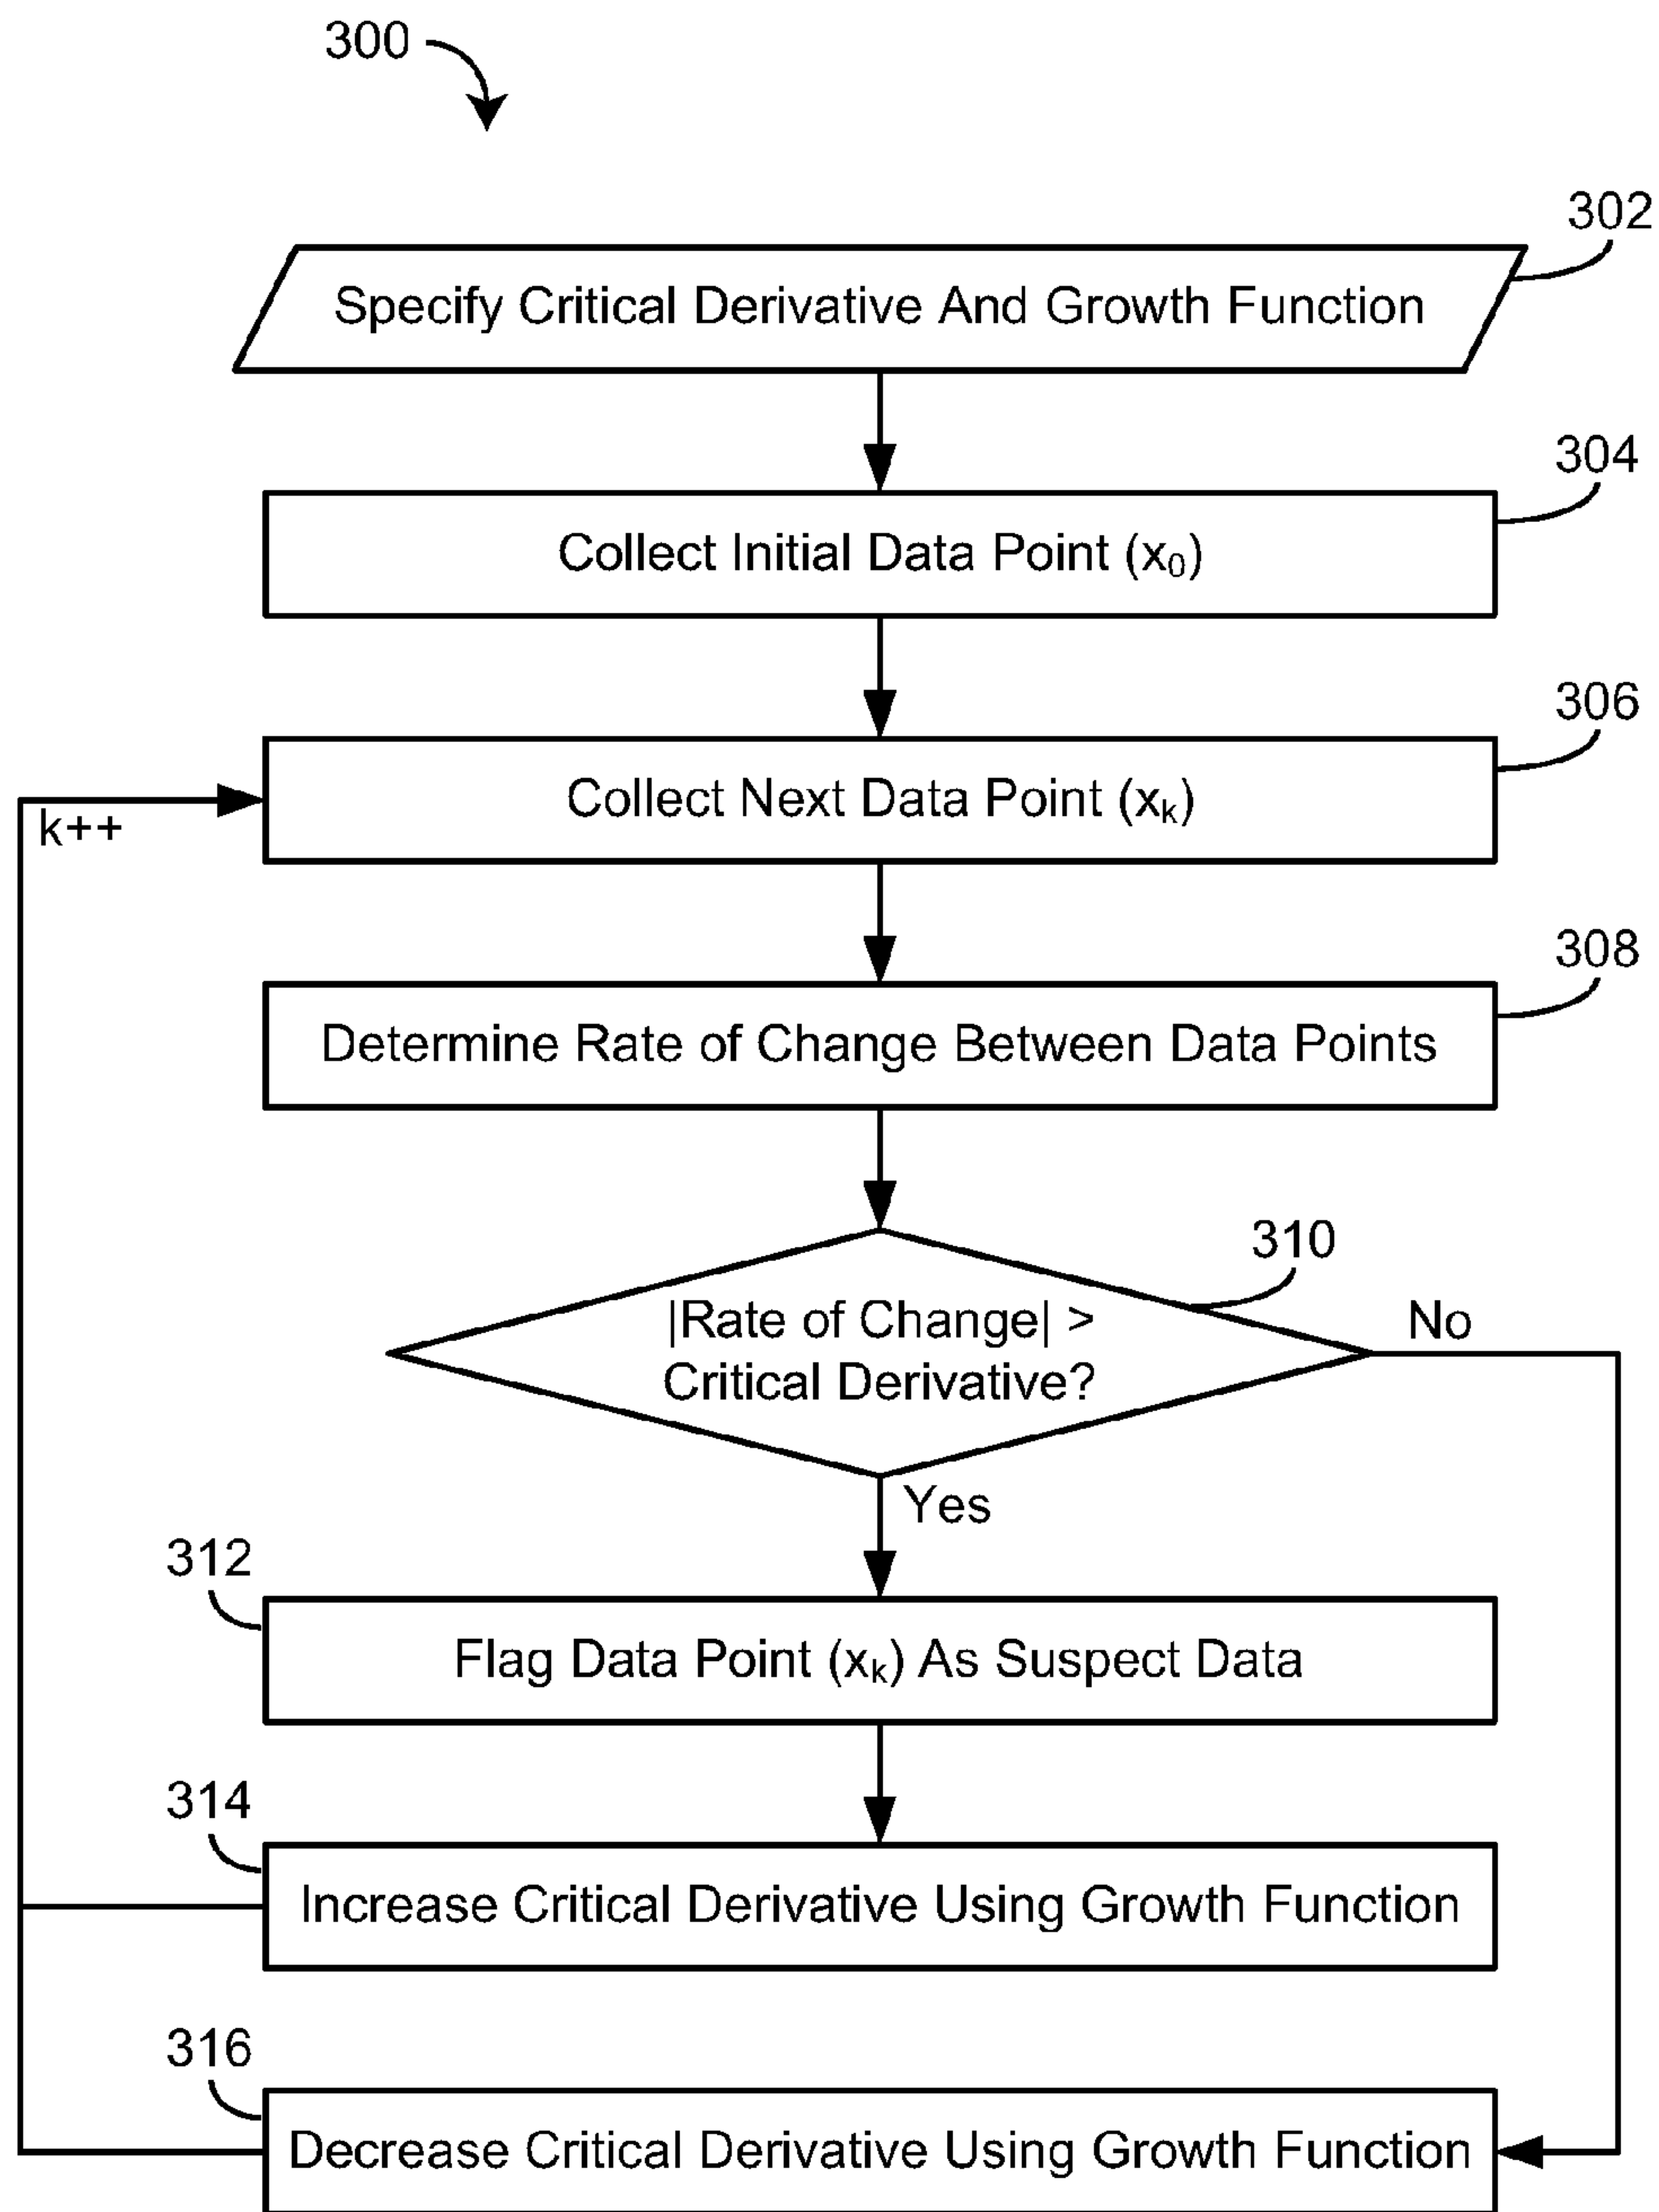 300
302
Specify Critical Derivative And Growth Function
304
Collect Initial Data Point (x₀)
306
Collect Next Data Point (xₖ)
k++
308
Determine Rate of Change Between Data Points
310
|Rate of Change| >
Critical Derivative?
No
Yes
312
Flag Data Point (xₖ) As Suspect Data
314
Increase Critical Derivative Using Growth Function
316
Decrease Critical Derivative Using Growth Function